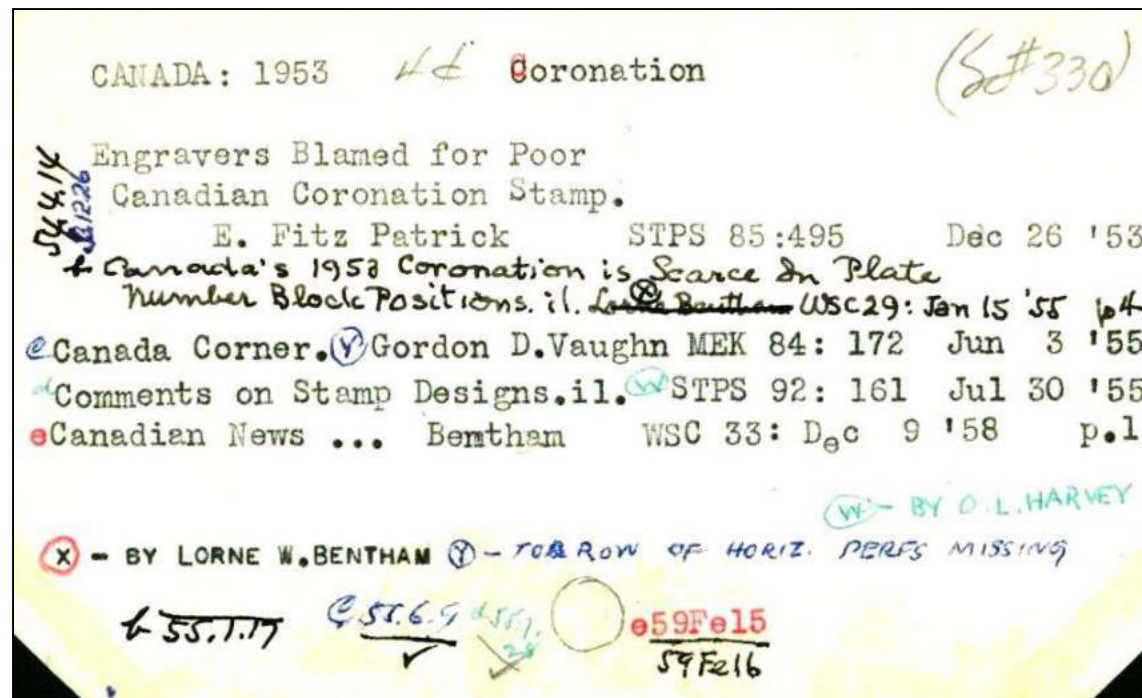 CANADA: 1953 4¢ Coronation (S#330)
Engravers Blamed for Poor
Canadian Coronation Stamp.
E. Fitz Patrick STPS 85:495 Dec 26 '53
54.4.14
b Canada's 1953 Coronation is Scarce In Plate
Number Block Positions. il. X WSC29: Jan 15 '55 p4
c Canada Corner. Y Gordon D.Vaughn MEK 84: 172 Jun 3 '55
d Comments on Stamp Designs.il. W STPS 92: 161 Jul 30 '55
e Canadian News ... Bemtham WSC 33: Dec 9 '58 p.1
W - BY O.L.HARVEY
X - BY LORNE W.BENTHAM Y - TOP ROW OF HORIZ. PERFS MISSING
b 55.1.17 C 55.6.9 e59Fe15
59Fe16